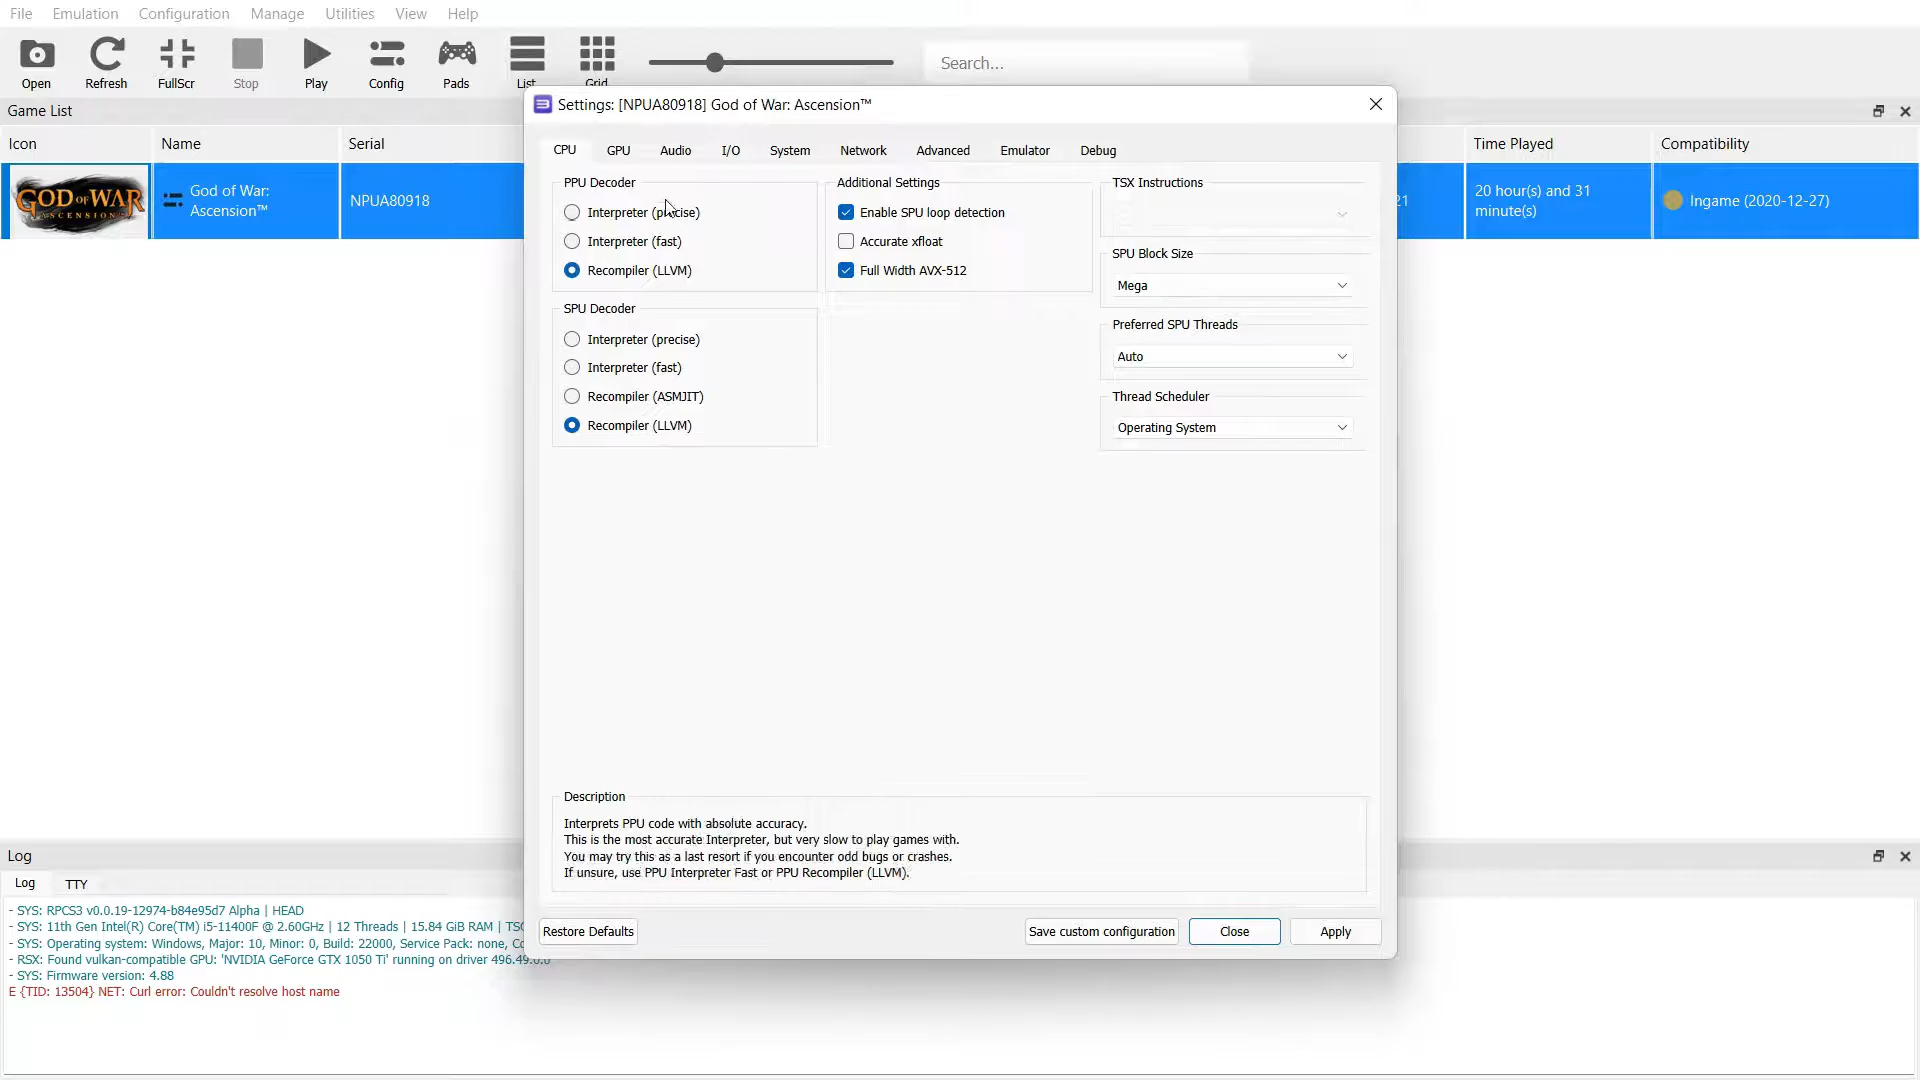 File Emulation Configuration Manage Utilities View Help
Open Refresh FullScr Stop Play Config Pads List Grid
Search...
Game List
Icon Name Serial Time Played Compatibility
GOD OF WAR
ASCENSION
God of War:
Ascension™
NPUA80918
21
20 hour(s) and 31
minute(s)
Ingame (2020-12-27)
Settings: [NPUA80918] God of War: Ascension™
CPU GPU Audio I/O System Network Advanced Emulator Debug
PPU Decoder
Interpreter (precise)
Interpreter (fast)
Recompiler (LLVM)
SPU Decoder
Interpreter (precise)
Interpreter (fast)
Recompiler (ASMJIT)
Recompiler (LLVM)
Additional Settings
Enable SPU loop detection
Accurate xfloat
Full Width AVX-512
TSX Instructions
SPU Block Size
Mega
Preferred SPU Threads
Auto
Thread Scheduler
Operating System
Description
Interprets PPU code with absolute accuracy.
This is the most accurate Interpreter, but very slow to play games with.
You may try this as a last resort if you encounter odd bugs or crashes.
If unsure, use PPU Interpreter Fast or PPU Recompiler (LLVM).
Restore Defaults Save custom configuration Close Apply
Log
Log TTY
- SYS: RPCS3 v0.0.19-12974-b84e95d7 Alpha | HEAD
- SYS: 11th Gen Intel(R) Core(TM) i5-11400F @ 2.60GHz | 12 Threads | 15.84 GiB RAM | TSC
- SYS: Operating system: Windows, Major: 10, Minor: 0, Build: 22000, Service Pack: none, Co
- RSX: Found vulkan-compatible GPU: 'NVIDIA GeForce GTX 1050 Ti' running on driver 496.49.0.0
- SYS: Firmware version: 4.88
E {TID: 13504} NET: Curl error: Couldn't resolve host name